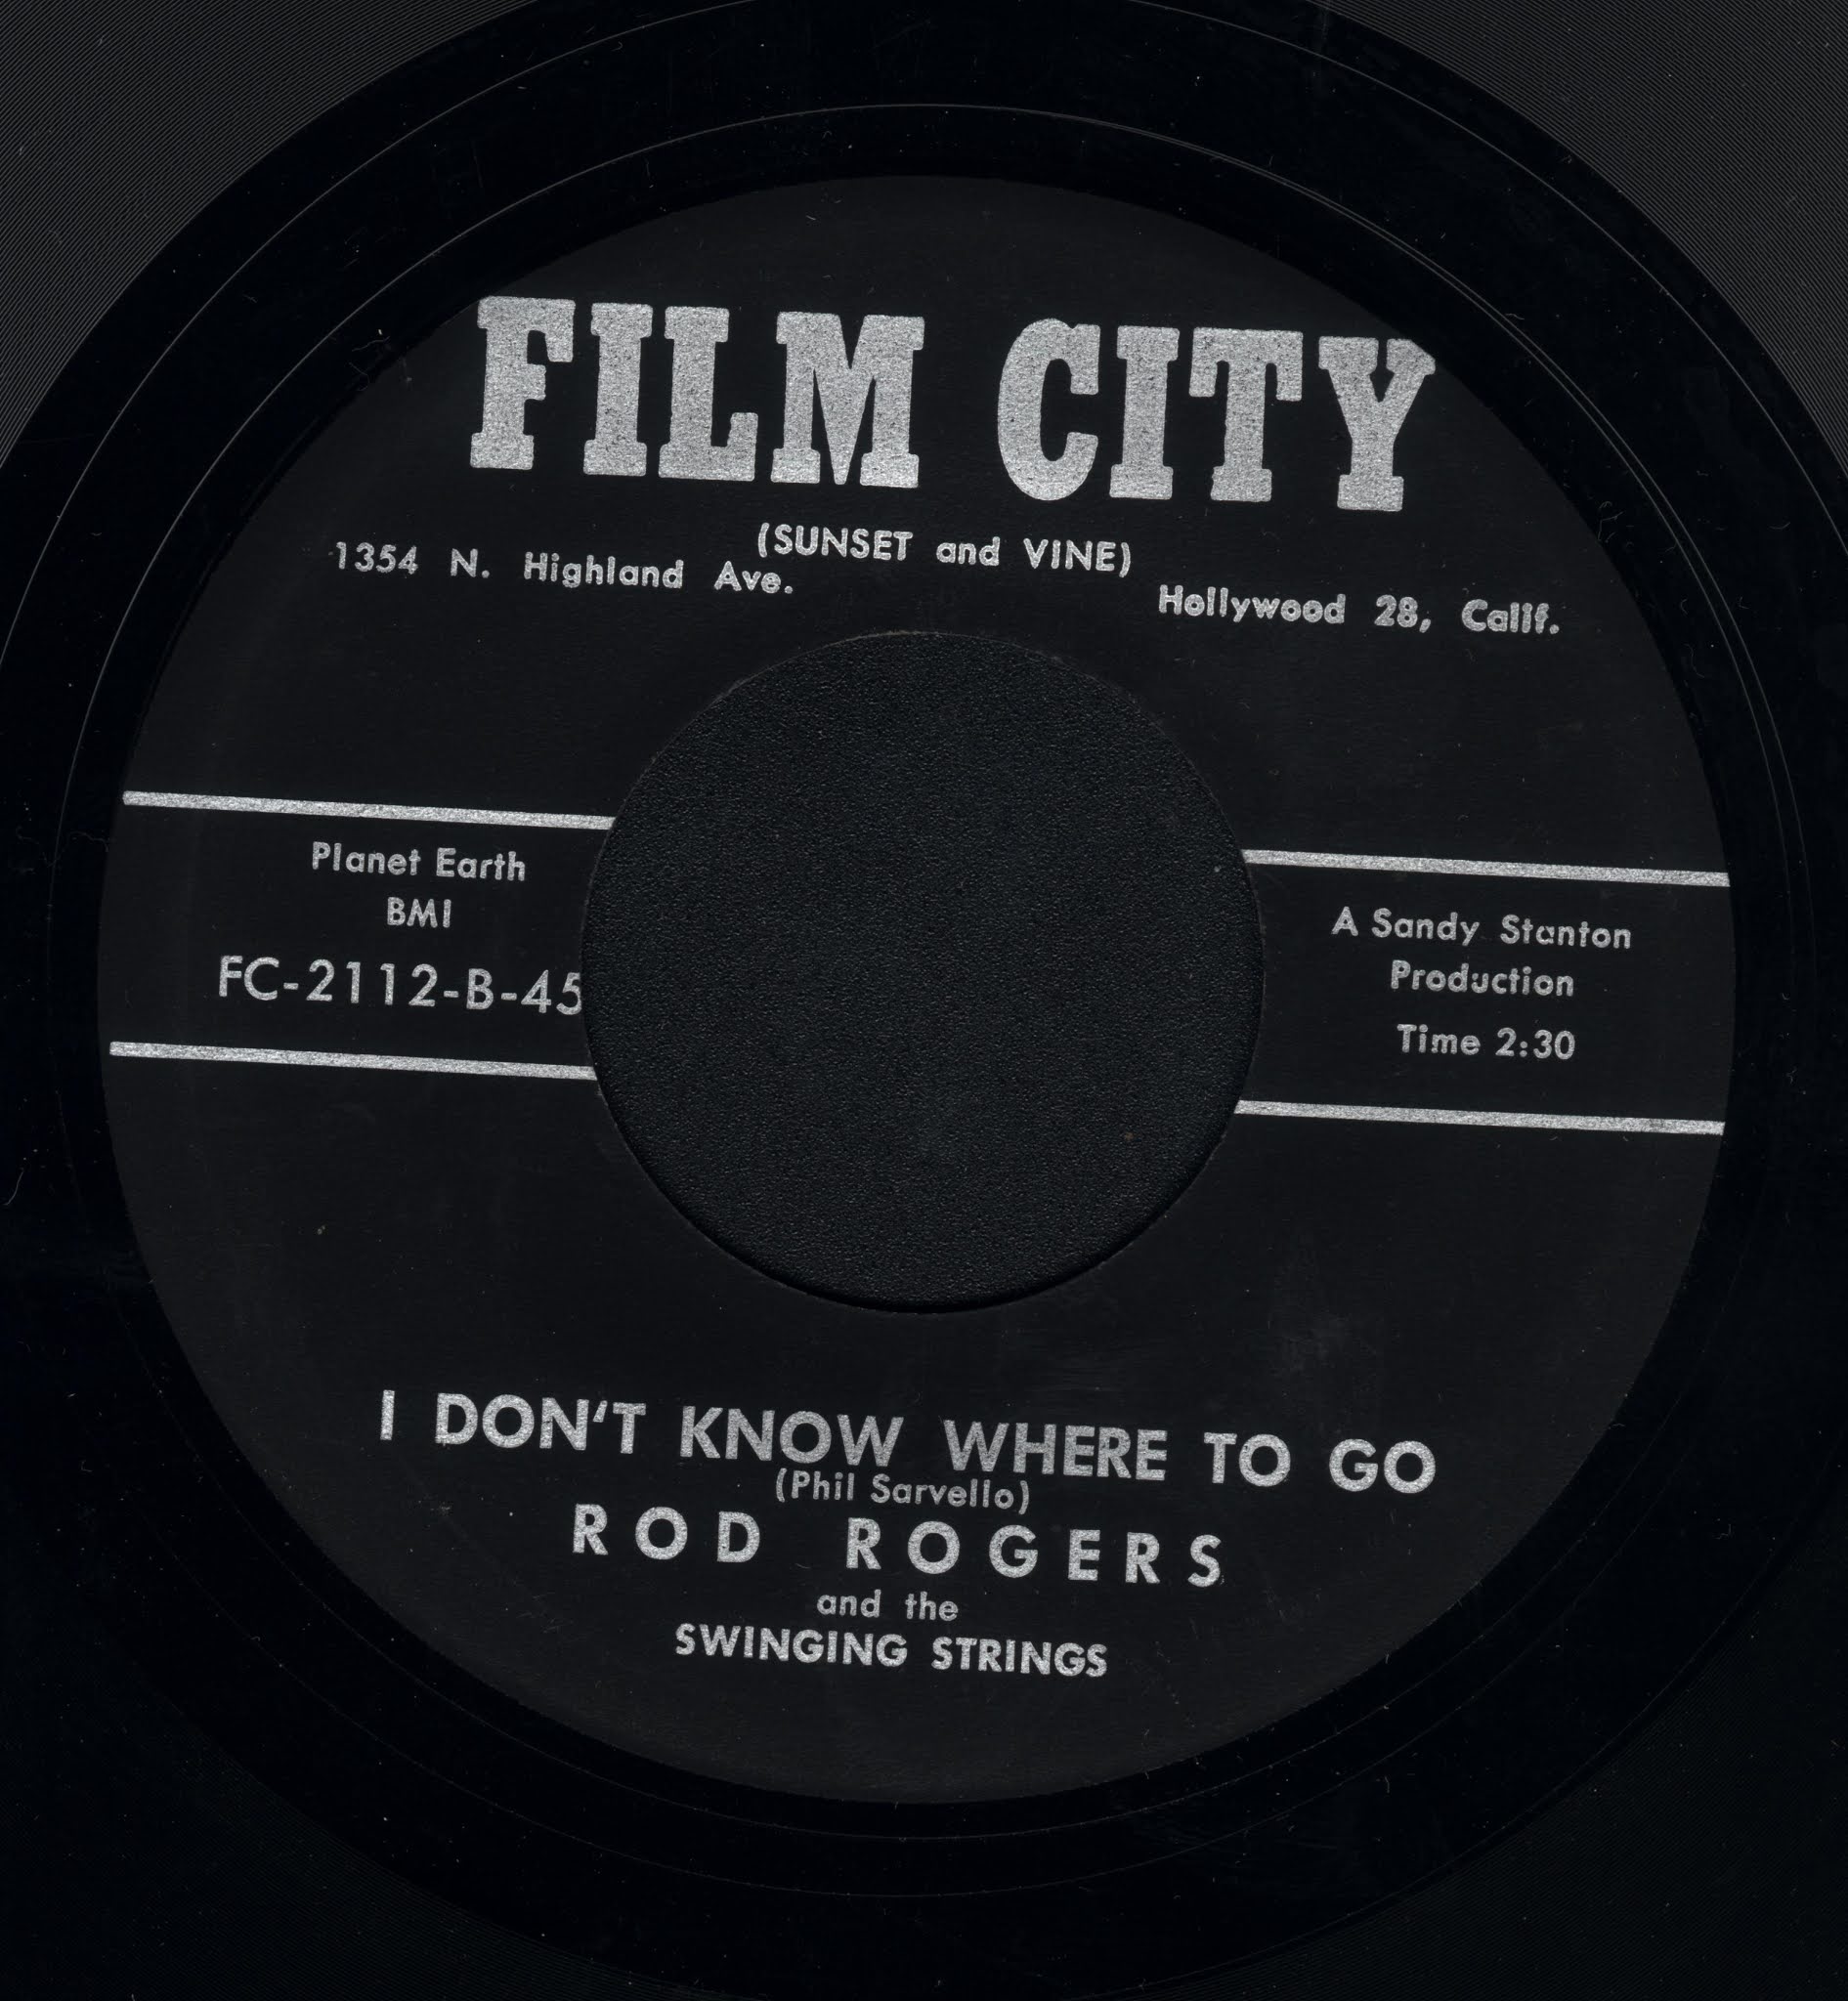 FILM CITY
(SUNSET and VINE)
1354 N. Highland Ave.
Hollywood 28, Calif.
Planet Earth
BMI
FC-2112-B-45
A Sandy Stanton
Production
Time 2:30
I DON'T KNOW WHERE TO GO
(Phil Sarvello)
ROD ROGERS
and the
SWINGING STRINGS